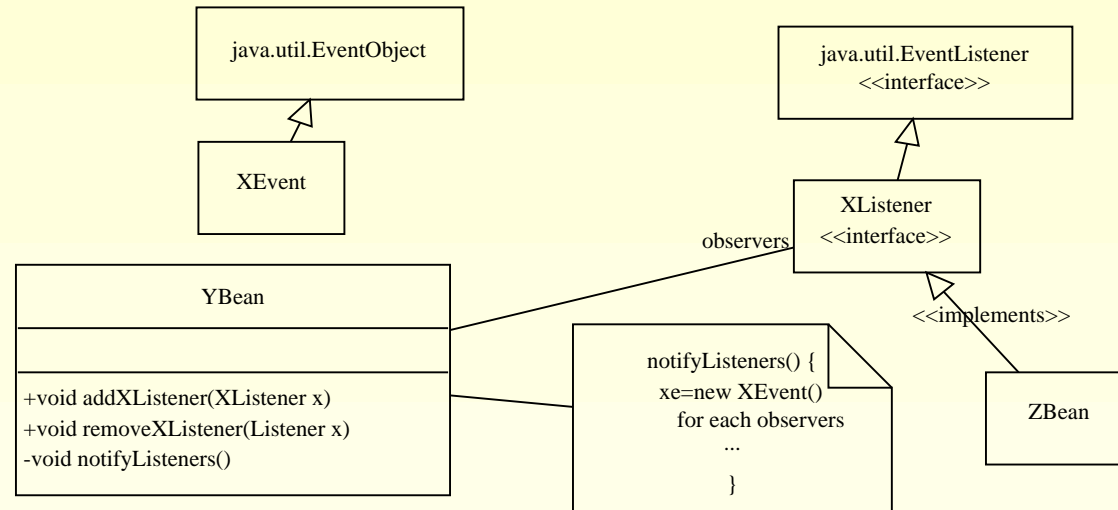 java.util.EventObject
java.util.EventListener
<<interface>>
XEvent
XListener
<<interface>>
observers
YBean
<<implements>>
+void addXListener(XListener x)
+void removeXListener(Listener x)
-void notifyListeners()
notifyListeners() {
xe=new XEvent()
for each observers
...
}
ZBean